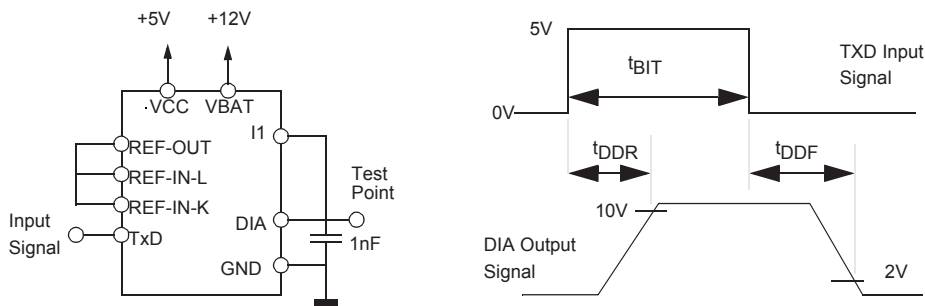 +5V
+12V
.VCC
VBAT
I1
REF-OUT
REF-IN-L
REF-IN-K
Input
Signal
TxD
DIA
Test
Point
1nF
GND
5V
0V
tBIT
TXD Input
Signal
tDDR
tDDF
10V
DIA Output
Signal
2V